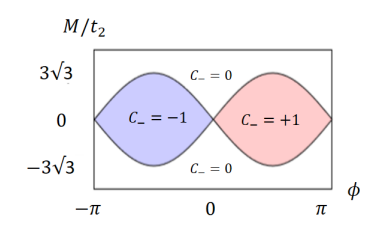 M/t₂
3√3
C₋ = 0
0
C₋ = −1
C₋ = +1
−3√3
C₋ = 0
ϕ
−π
0
π